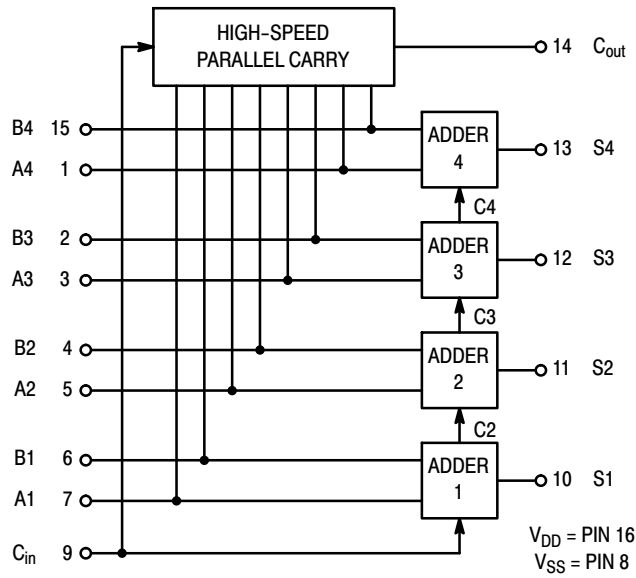 HIGH-SPEED
PARALLEL CARRY
14 Cout
B4 15
A4 1
ADDER
4
13 S4
C4
B3 2
A3 3
ADDER
3
12 S3
C3
B2 4
A2 5
ADDER
2
11 S2
C2
B1 6
A1 7
ADDER
1
10 S1
Cin 9
VDD = PIN 16
VSS = PIN 8